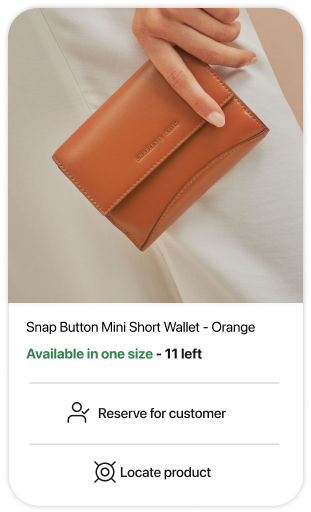 Snap Button Mini Short Wallet - Orange
Available in one size - 11 left
Reserve for customer
Locate product